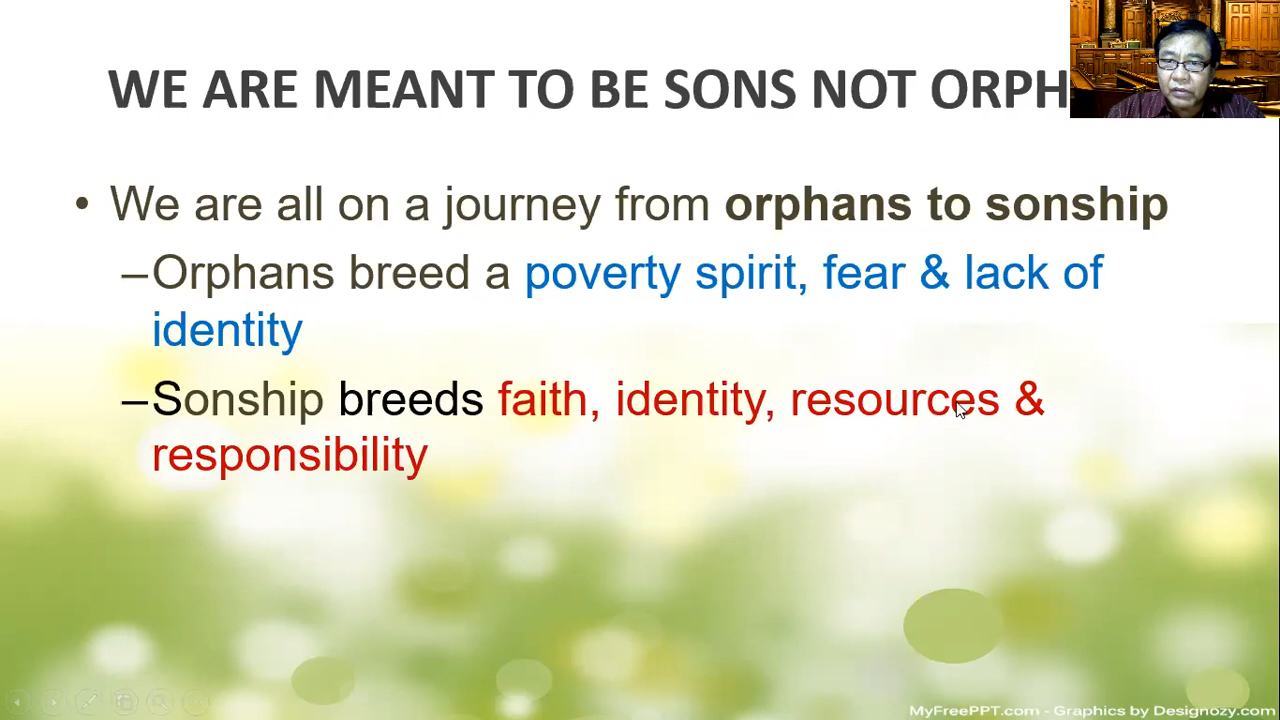 WE ARE MEANT TO BE SONS NOT ORPH
• We are all on a journey from orphans to sonship
–Orphans breed a poverty spirit, fear & lack of
identity
–Sonship breeds faith, identity, resources &
responsibility
MyFreePPT.com - Graphics by Designozy.com